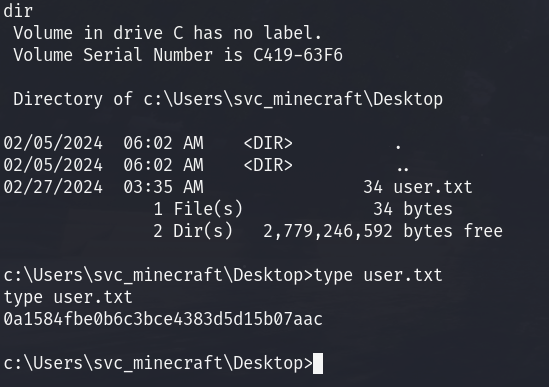 dir
 Volume in drive C has no label.
 Volume Serial Number is C419-63F6
 Directory of c:\Users\svc_minecraft\Desktop
02/05/2024  06:02 AM    <DIR>          .
02/05/2024  06:02 AM    <DIR>          ..
02/27/2024  03:35 AM                34 user.txt
               1 File(s)             34 bytes
               2 Dir(s)   2,779,246,592 bytes free
c:\Users\svc_minecraft\Desktop>type user.txt
type user.txt
0a1584fbe0b6c3bce4383d5d15b07aac
c:\Users\svc_minecraft\Desktop>